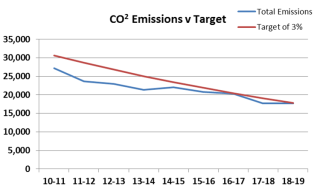 CO² Emissions v Target
Total Emissions
Target of 3%
35,000
30,000
25,000
20,000
15,000
10,000
5,000
0
10-11 11-12 12-13 13-14 14-15 15-16 16-17 17-18 18-19